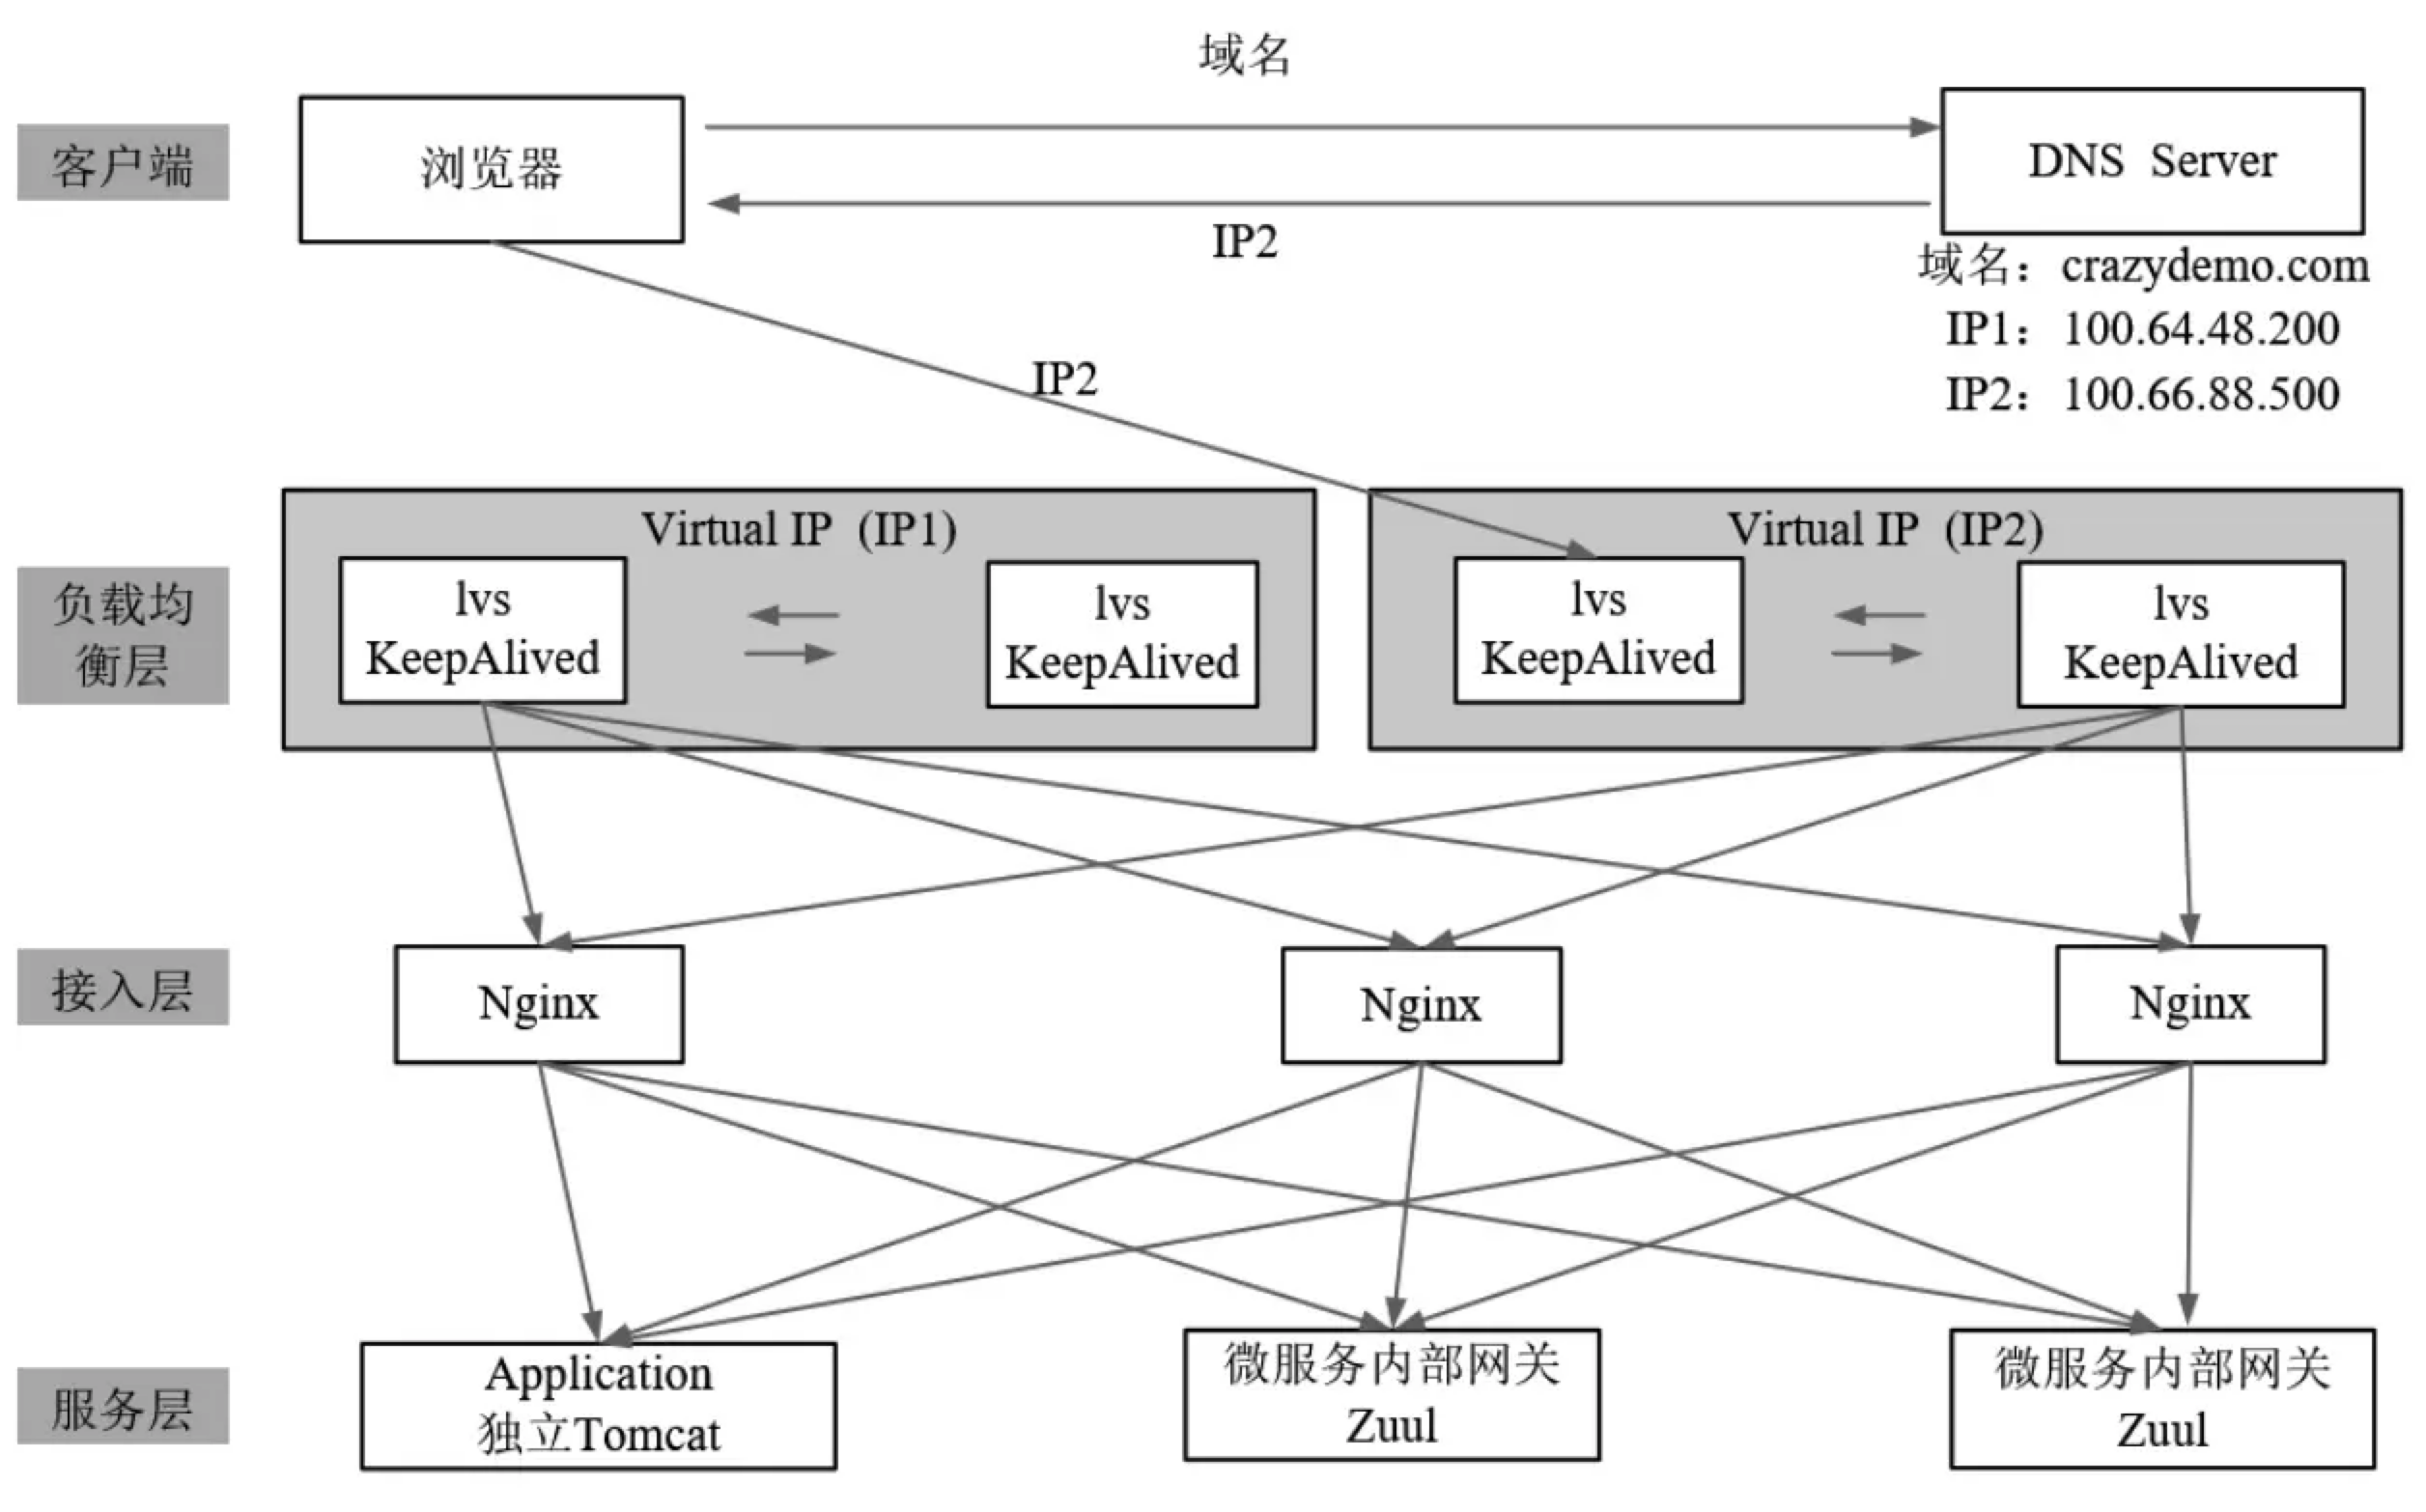 域名
客户端
浏览器
DNS Server
IP2
域名：crazydemo.com
IP1：100.64.48.200
IP2：100.66.88.500
IP2
负载均
衡层
Virtual IP (IP1)
lvs
KeepAlived
lvs
KeepAlived
Virtual IP (IP2)
lvs
KeepAlived
lvs
KeepAlived
接入层
Nginx
Nginx
Nginx
服务层
Application
独立Tomcat
微服务内部网关
Zuul
微服务内部网关
Zuul